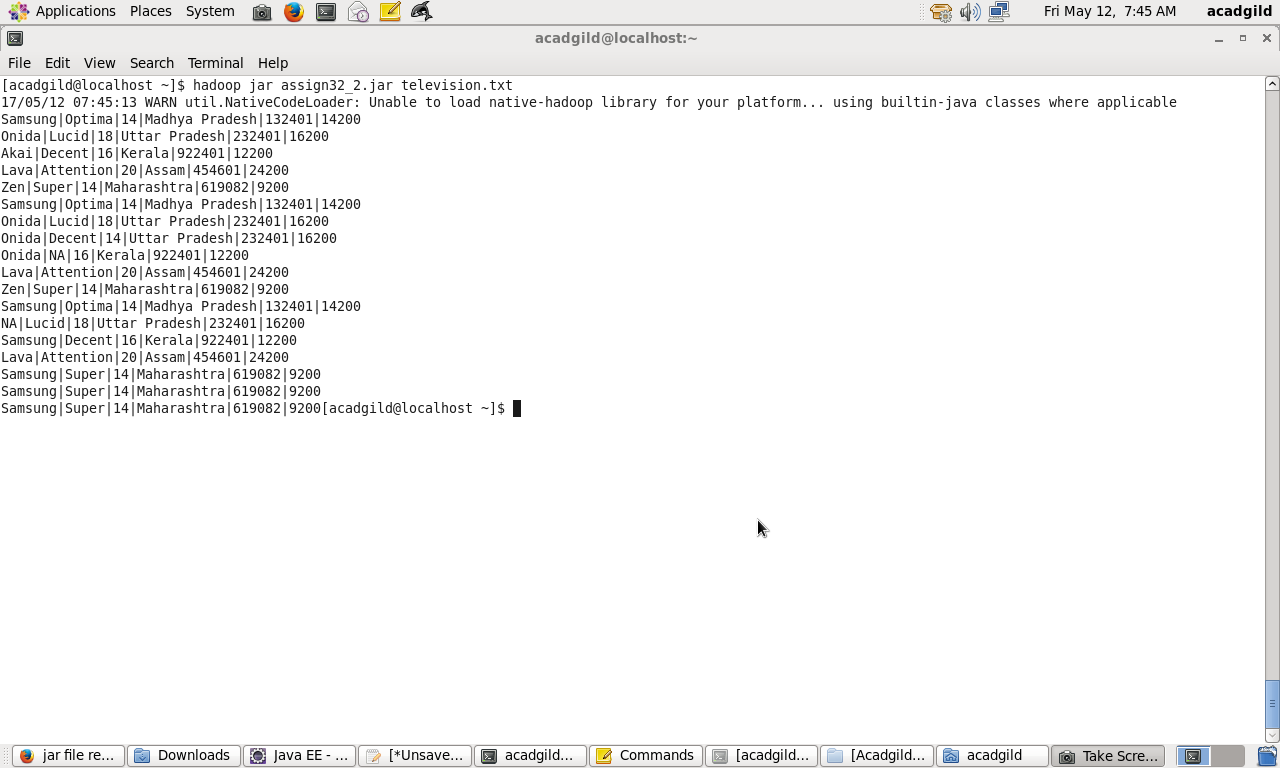 Applications Places System Fri May 12, 7:45 AM acadgild
acadgild@localhost:~
File Edit View Search Terminal Help
[acadgild@localhost ~]$ hadoop jar assign32_2.jar television.txt
17/05/12 07:45:13 WARN util.NativeCodeLoader: Unable to load native-hadoop library for your platform... using builtin-java classes where applicable
Samsung|Optima|14|Madhya Pradesh|132401|14200
Onida|Lucid|18|Uttar Pradesh|232401|16200
Akai|Decent|16|Kerala|922401|12200
Lava|Attention|20|Assam|454601|24200
Zen|Super|14|Maharashtra|619082|9200
Samsung|Optima|14|Madhya Pradesh|132401|14200
Onida|Lucid|18|Uttar Pradesh|232401|16200
Onida|Decent|14|Uttar Pradesh|232401|16200
Onida|NA|16|Kerala|922401|12200
Lava|Attention|20|Assam|454601|24200
Zen|Super|14|Maharashtra|619082|9200
Samsung|Optima|14|Madhya Pradesh|132401|14200
NA|Lucid|18|Uttar Pradesh|232401|16200
Samsung|Decent|16|Kerala|922401|12200
Lava|Attention|20|Assam|454601|24200
Samsung|Super|14|Maharashtra|619082|9200
Samsung|Super|14|Maharashtra|619082|9200
Samsung|Super|14|Maharashtra|619082|9200[acadgild@localhost ~]$
jar file re... Downloads Java EE - ... [*Unsave... acadgild... Commands [acadgild... [Acadgild... acadgild Take Scre...